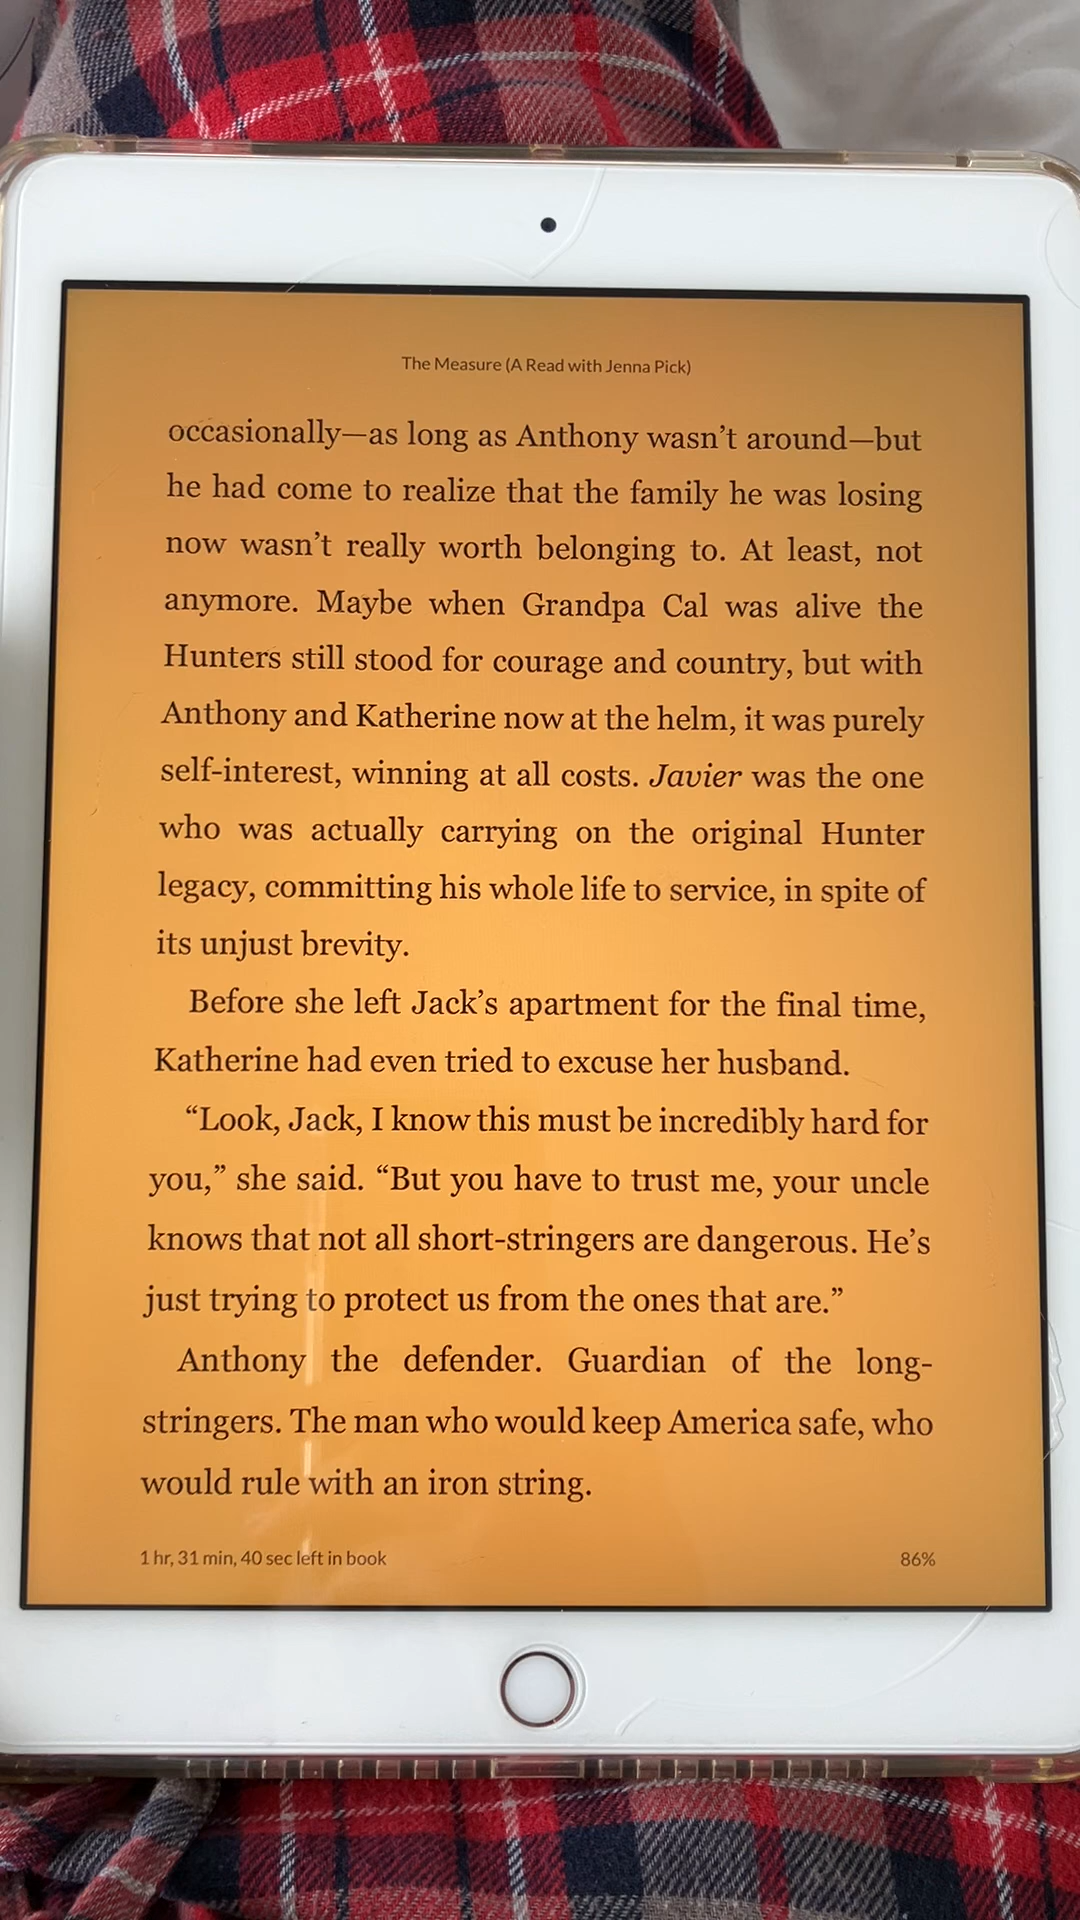 The Measure (A Read with Jenna Pick)
occasionally—as long as Anthony wasn’t around—but
he had come to realize that the family he was losing
now wasn’t really worth belonging to. At least, not
anymore. Maybe when Grandpa Cal was alive the
Hunters still stood for courage and country, but with
Anthony and Katherine now at the helm, it was purely
self-interest, winning at all costs. Javier was the one
who was actually carrying on the original Hunter
legacy, committing his whole life to service, in spite of
its unjust brevity.
Before she left Jack’s apartment for the final time,
Katherine had even tried to excuse her husband.
“Look, Jack, I know this must be incredibly hard for
you,” she said. “But you have to trust me, your uncle
knows that not all short-stringers are dangerous. He’s
just trying to protect us from the ones that are.”
Anthony the defender. Guardian of the long-
stringers. The man who would keep America safe, who
would rule with an iron string.
1 hr, 31 min, 40 sec left in book
86%